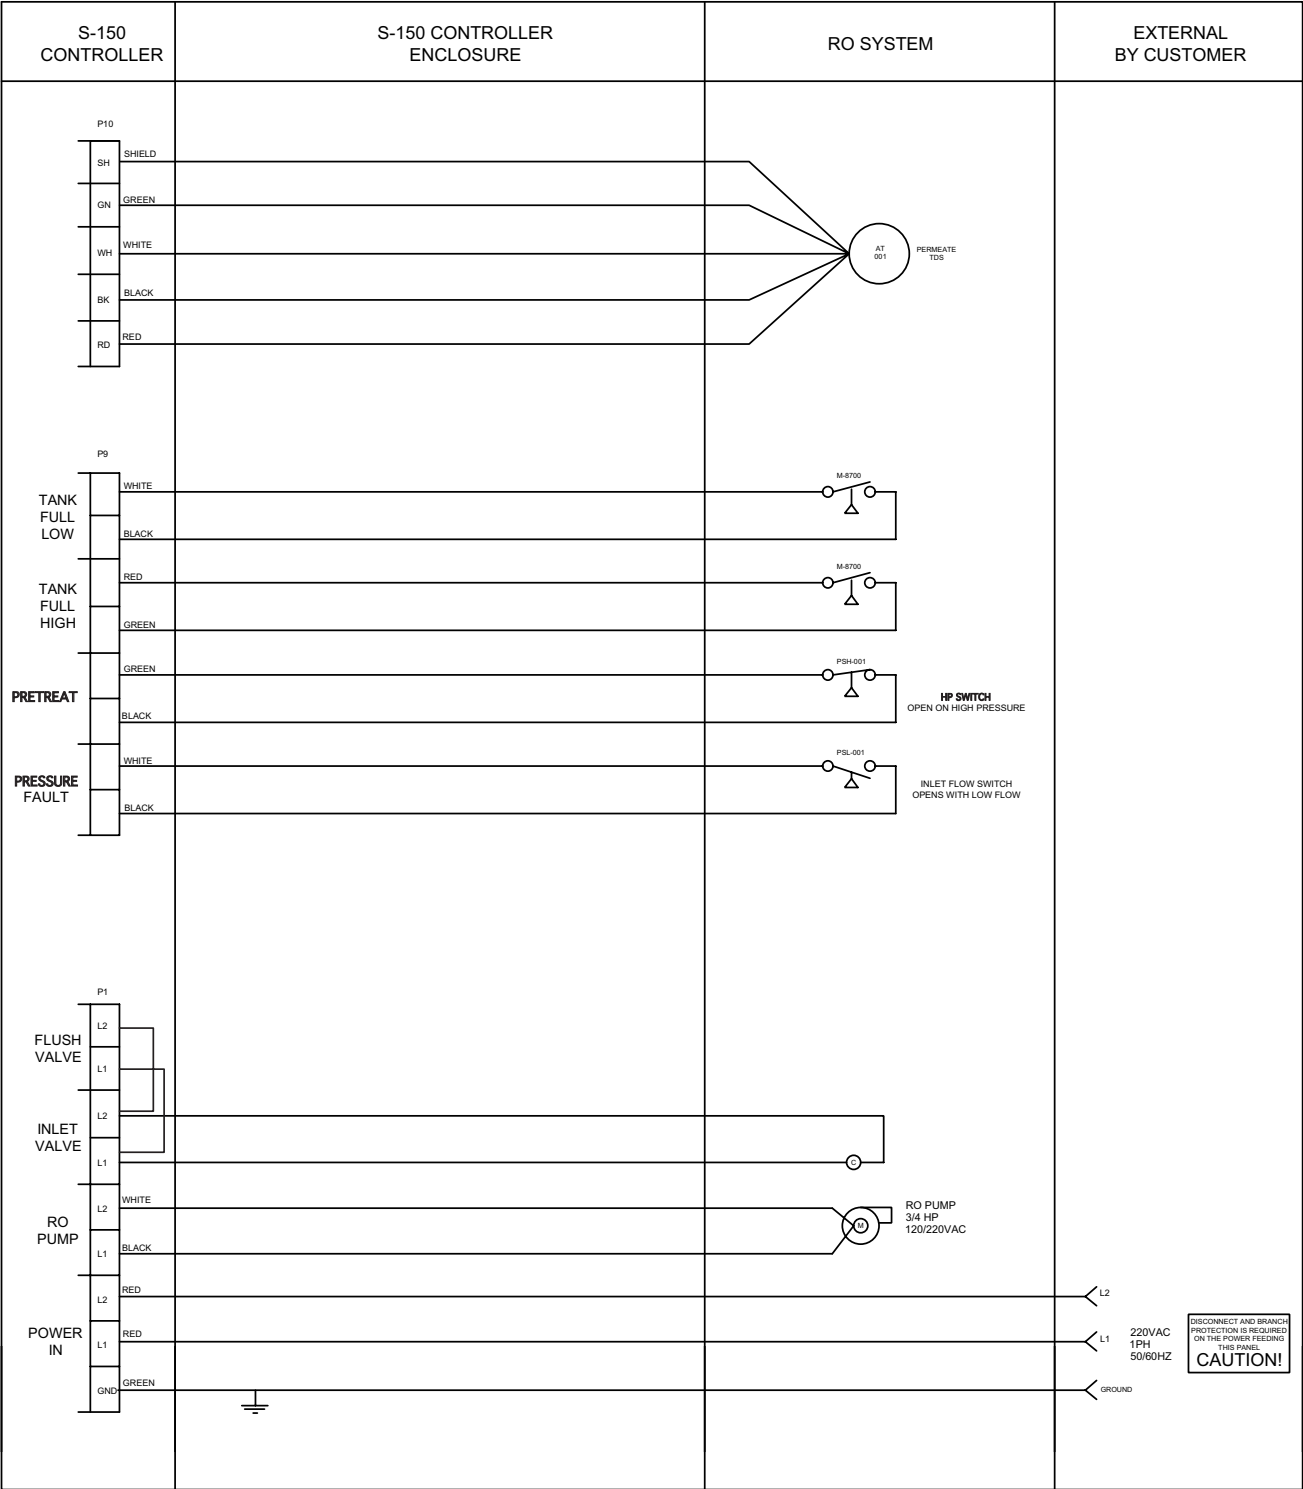 S-150
CONTROLLER
S-150 CONTROLLER
ENCLOSURE
RO SYSTEM
EXTERNAL
BY CUSTOMER
P10
SH
SHIELD
GN
GREEN
WH
WHITE
BK
BLACK
RD
RED
AT
001
PERMEATE
TDS
P9
TANK
FULL
LOW
WHITE
BLACK
M-8700
TANK
FULL
HIGH
RED
GREEN
M-8700
PRETREAT
GREEN
BLACK
PSH-001
HP SWITCH
OPEN ON HIGH PRESSURE
PRESSURE
FAULT
WHITE
BLACK
PSL-001
INLET FLOW SWITCH
OPENS WITH LOW FLOW
P1
FLUSH
VALVE
L2
L1
INLET
VALVE
L2
L1
C
RO
PUMP
L2
WHITE
L1
BLACK
M
RO PUMP
3/4 HP
120/220VAC
POWER
IN
L2
RED
L1
RED
GND
GREEN
L2
L1
GROUND
220VAC
1PH
50/60HZ
DISCONNECT AND BRANCH
PROTECTION IS REQUIRED
ON THE POWER FEEDING
THIS PANEL
CAUTION!